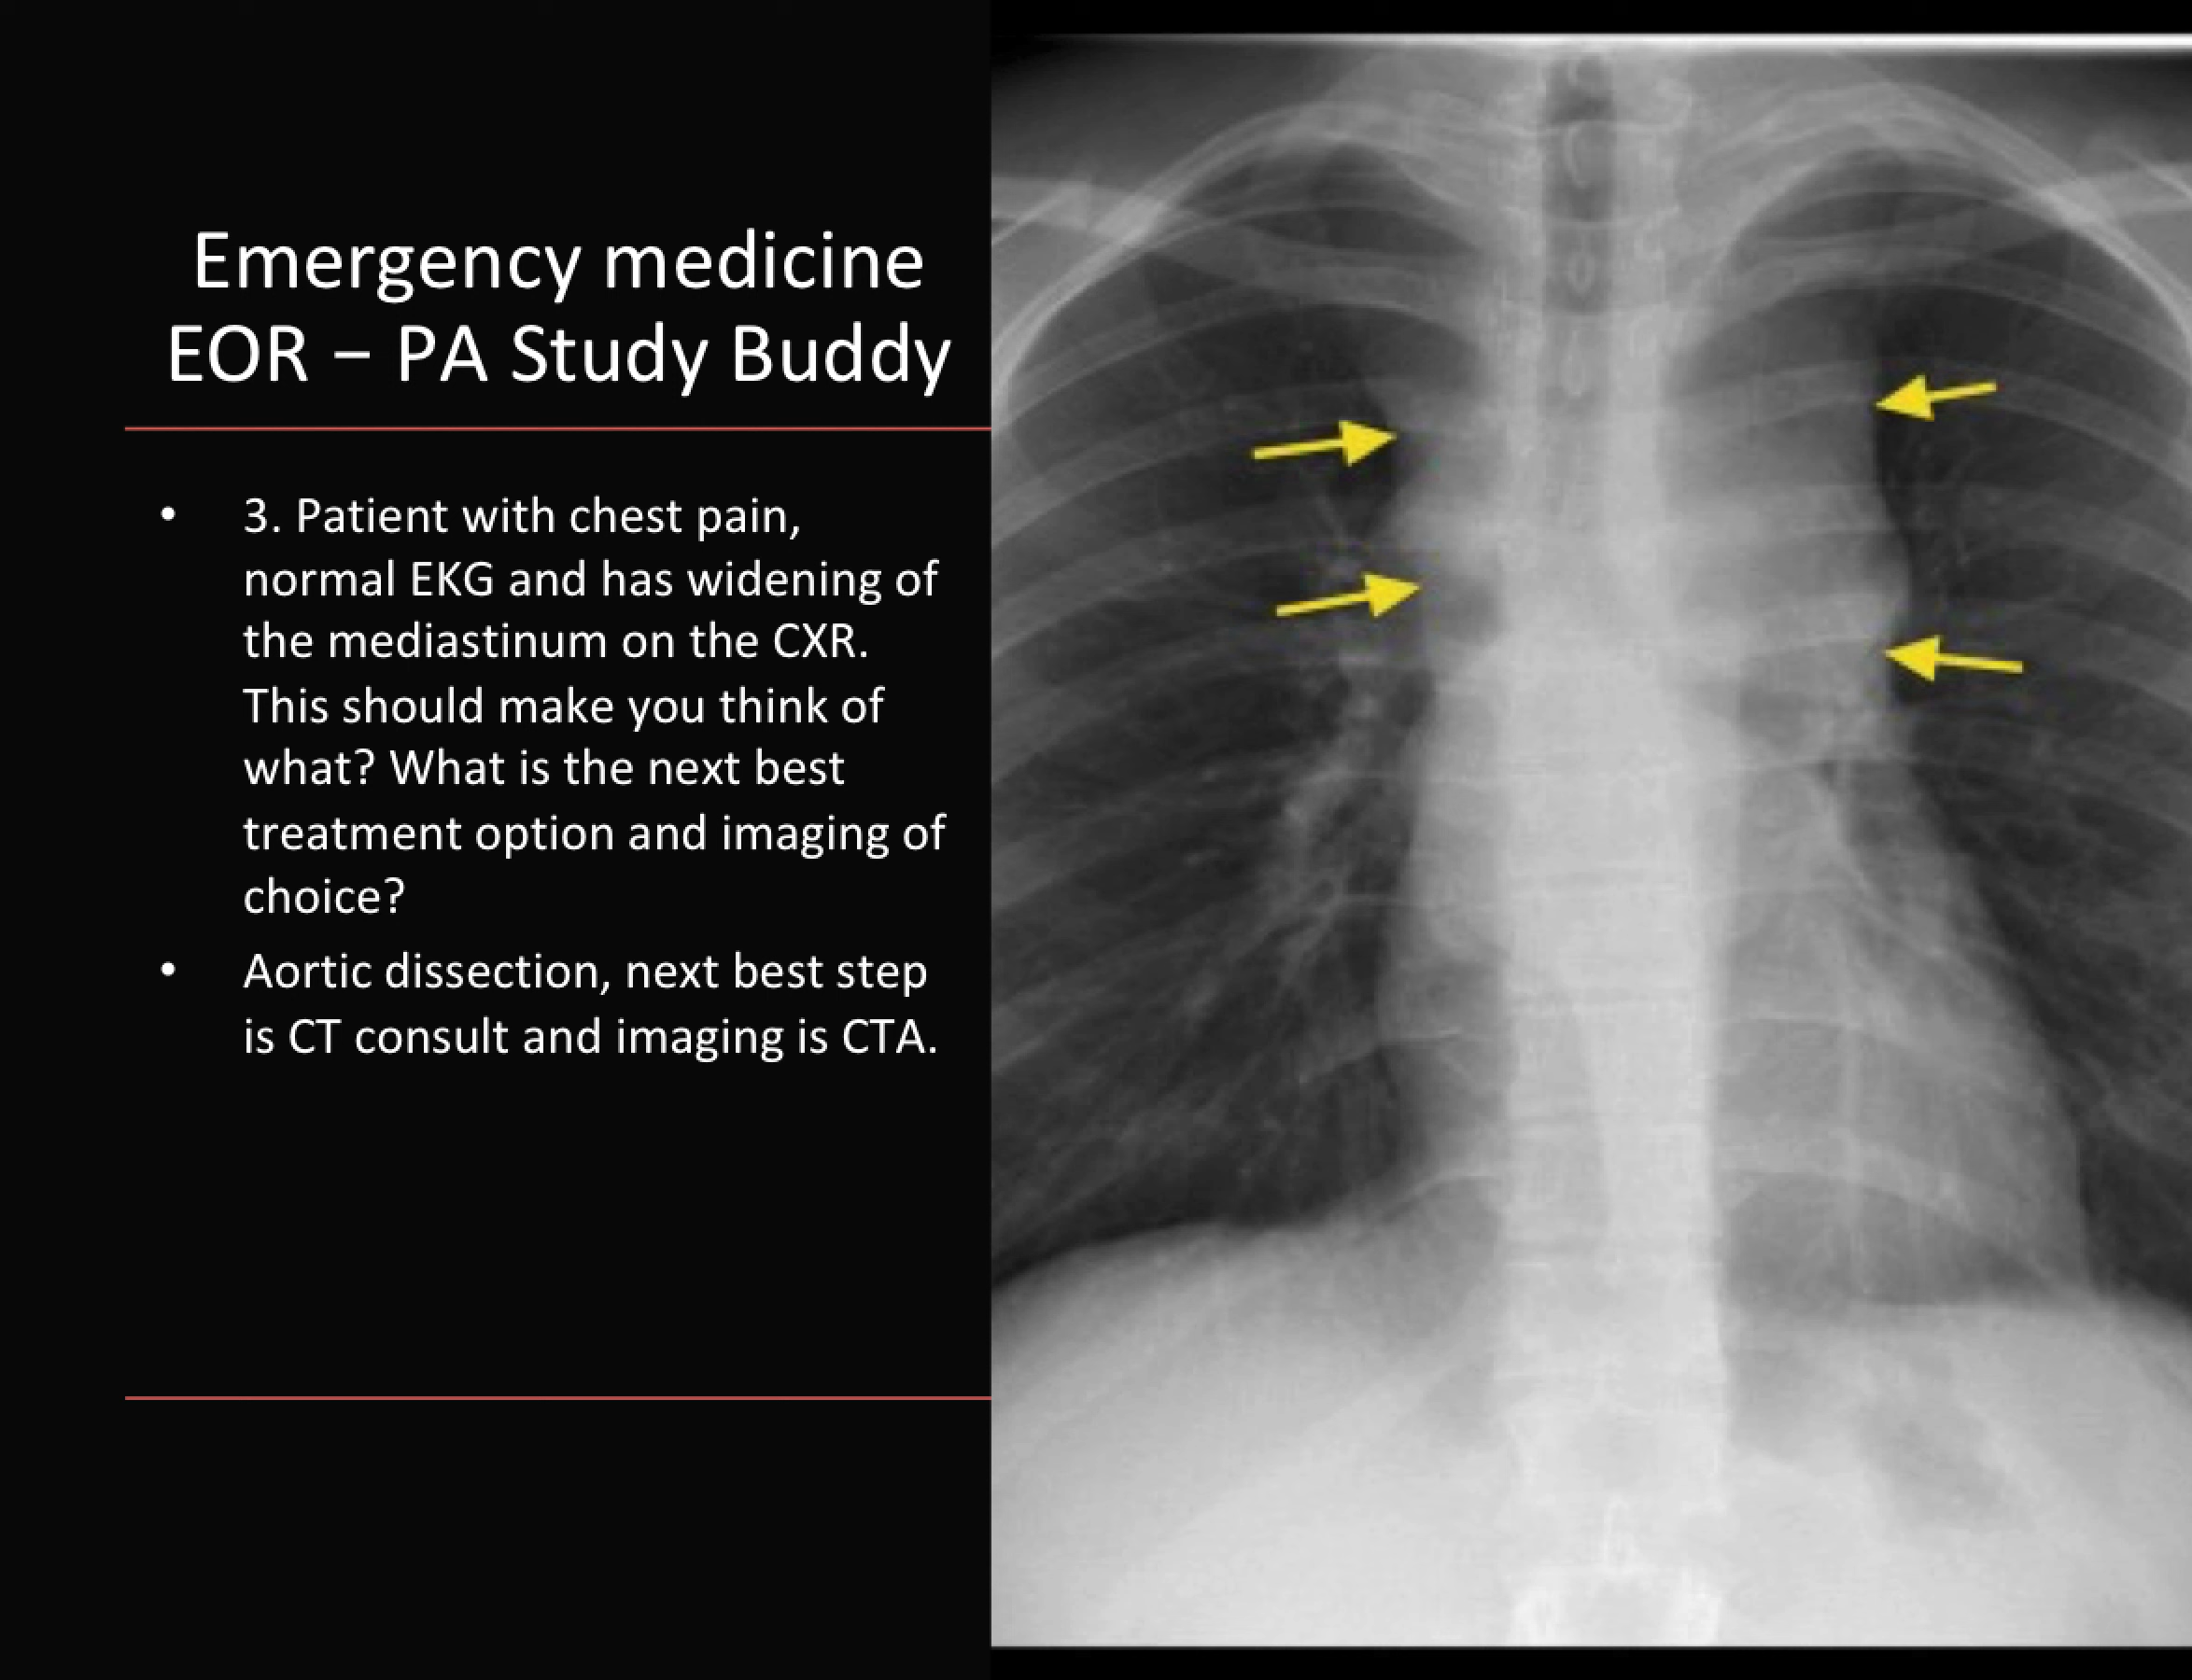 Emergency medicine
EOR – PA Study Buddy
• 3. Patient with chest pain,
normal EKG and has widening of
the mediastinum on the CXR.
This should make you think of
what? What is the next best
treatment option and imaging of
choice?
• Aortic dissection, next best step
is CT consult and imaging is CTA.